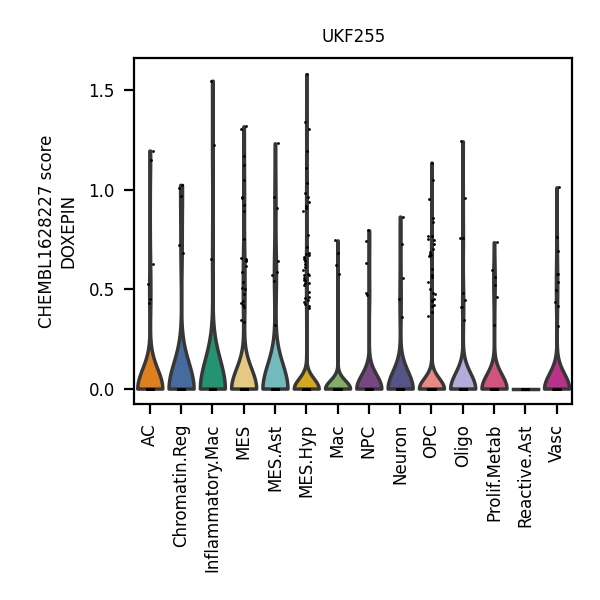 UKF255
CHEMBL1628227 score
DOXEPIN
1.5
1.0
0.5
0.0
AC
Chromatin.Reg
Inflammatory.Mac
MES
MES.Ast
MES.Hyp
Mac
NPC
Neuron
OPC
Oligo
Prolif.Metab
Reactive.Ast
Vasc